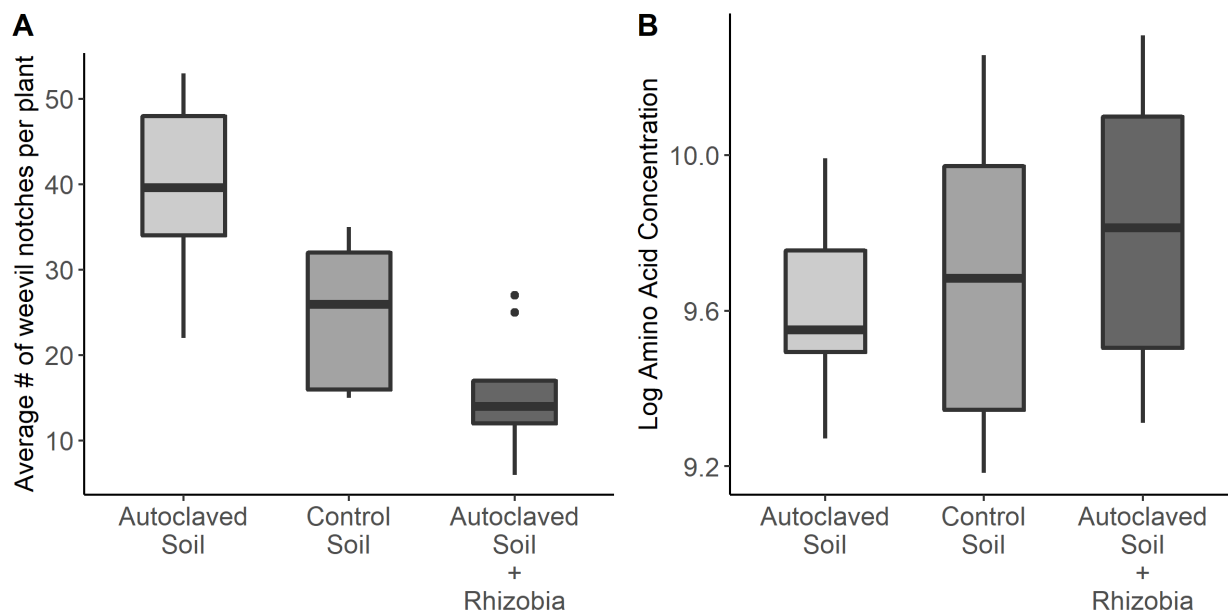 A
Average # of weevil notches per plant
50
40
30
20
10
Autoclaved
Soil
Control
Soil
Autoclaved
Soil
+
Rhizobia
B
Log Amino Acid Concentration
10.0
9.6
9.2
Autoclaved
Soil
Control
Soil
Autoclaved
Soil
+
Rhizobia